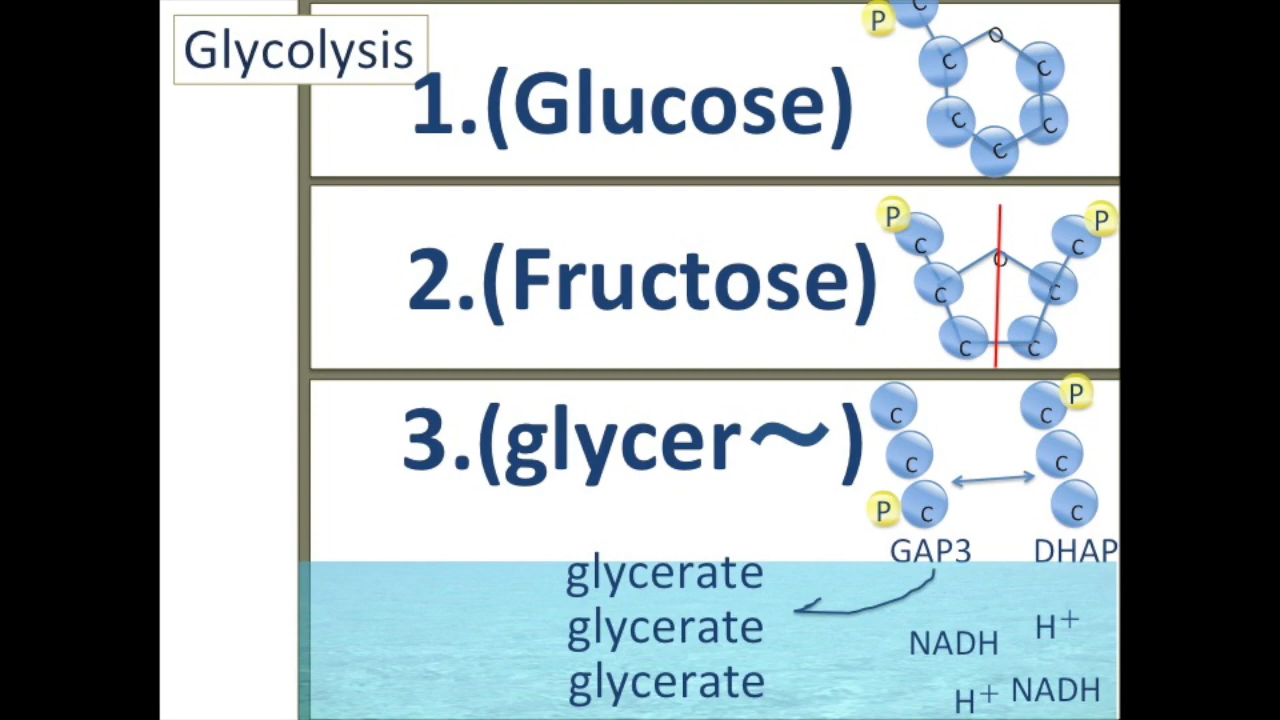 Glycolysis
1.(Glucose)
P C
C O C
C C
C
2.(Fructose)
P C C P
C O C
C C
3.(glycer～)
C C P
C C
P C C
GAP3 DHAP
glycerate
glycerate
glycerate
NADH H⁺
H⁺ NADH